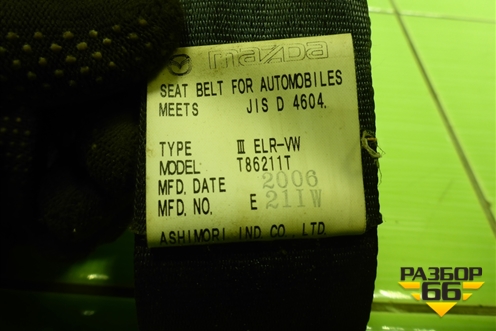 mazda
SEAT BELT FOR AUTOMOBILES
MEETS JIS D 4604.
TYPE III ELR-VW
MODEL T86211T
MFD. DATE 2006
MFD. NO. E 211W
ASHIMORI IND. CO. LTD.
РАЗБОР
66